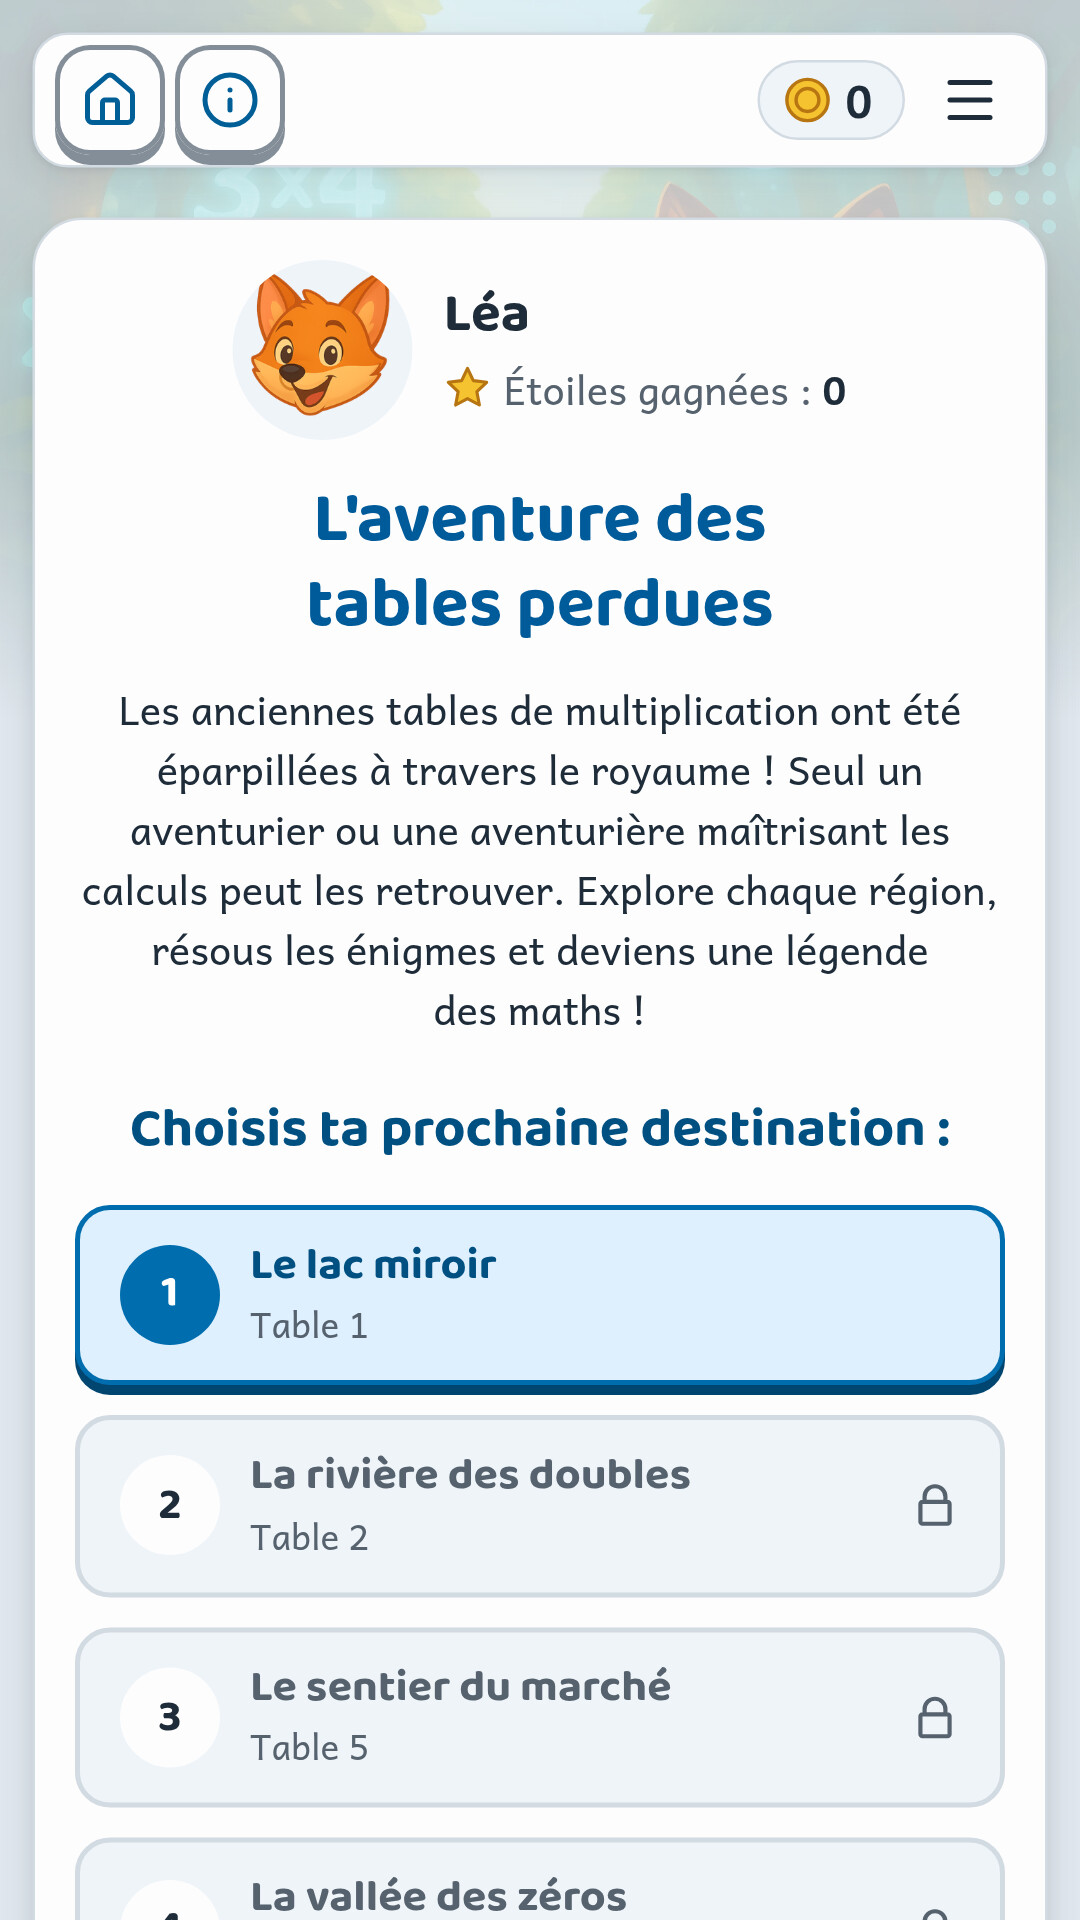 0
3×4
Léa
Étoiles gagnées : 0
L'aventure des
tables perdues
Les anciennes tables de multiplication ont été
éparpillées à travers le royaume ! Seul un
aventurier ou une aventurière maîtrisant les
calculs peut les retrouver. Explore chaque région,
résous les énigmes et deviens une légende
des maths !
Choisis ta prochaine destination :
1
Le lac miroir
Table 1
2
La rivière des doubles
Table 2
3
Le sentier du marché
Table 5
4
La vallée des zéros